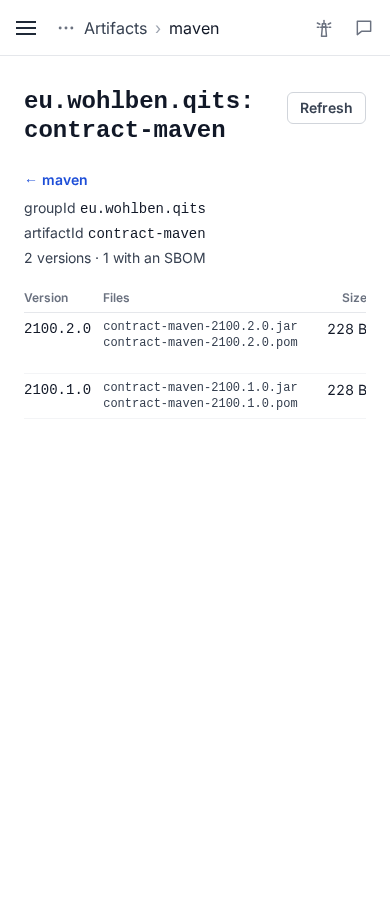 Artifacts › maven
eu.wohlben.qits:
contract-maven
Refresh
← maven
groupId eu.wohlben.qits
artifactId contract-maven
2 versions · 1 with an SBOM
Version Files Size
2100.2.0 contract-maven-2100.2.0.jar 228 B
contract-maven-2100.2.0.pom
2100.1.0 contract-maven-2100.1.0.jar 228 B
contract-maven-2100.1.0.pom